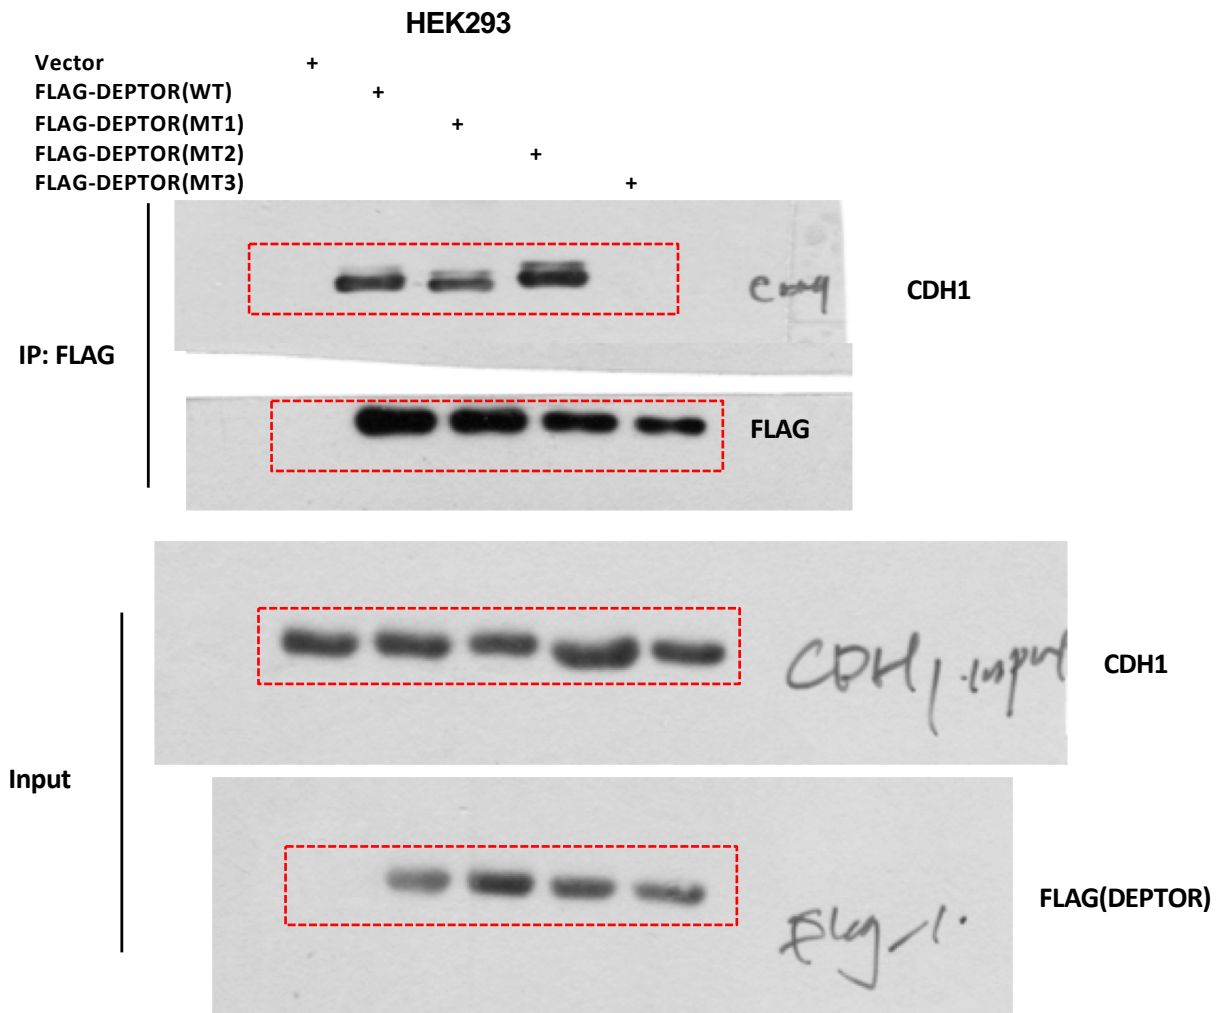 HEK293
Vector +
FLAG-DEPTOR(WT) +
FLAG-DEPTOR(MT1) +
FLAG-DEPTOR(MT2) +
FLAG-DEPTOR(MT3) +
CDH1
IP: FLAG
FLAG
CDH1 input
CDH1
Input
FLAG(DEPTOR)
Flag